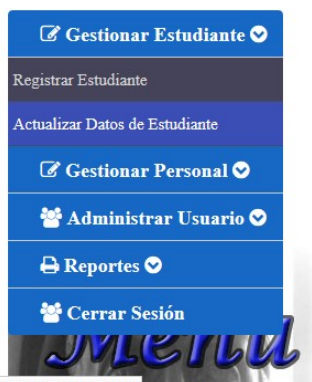 Gestionar Estudiante
Registrar Estudiante
Actualizar Datos de Estudiante
Gestionar Personal
Administrar Usuario
Reportes
Cerrar Sesión
Menu